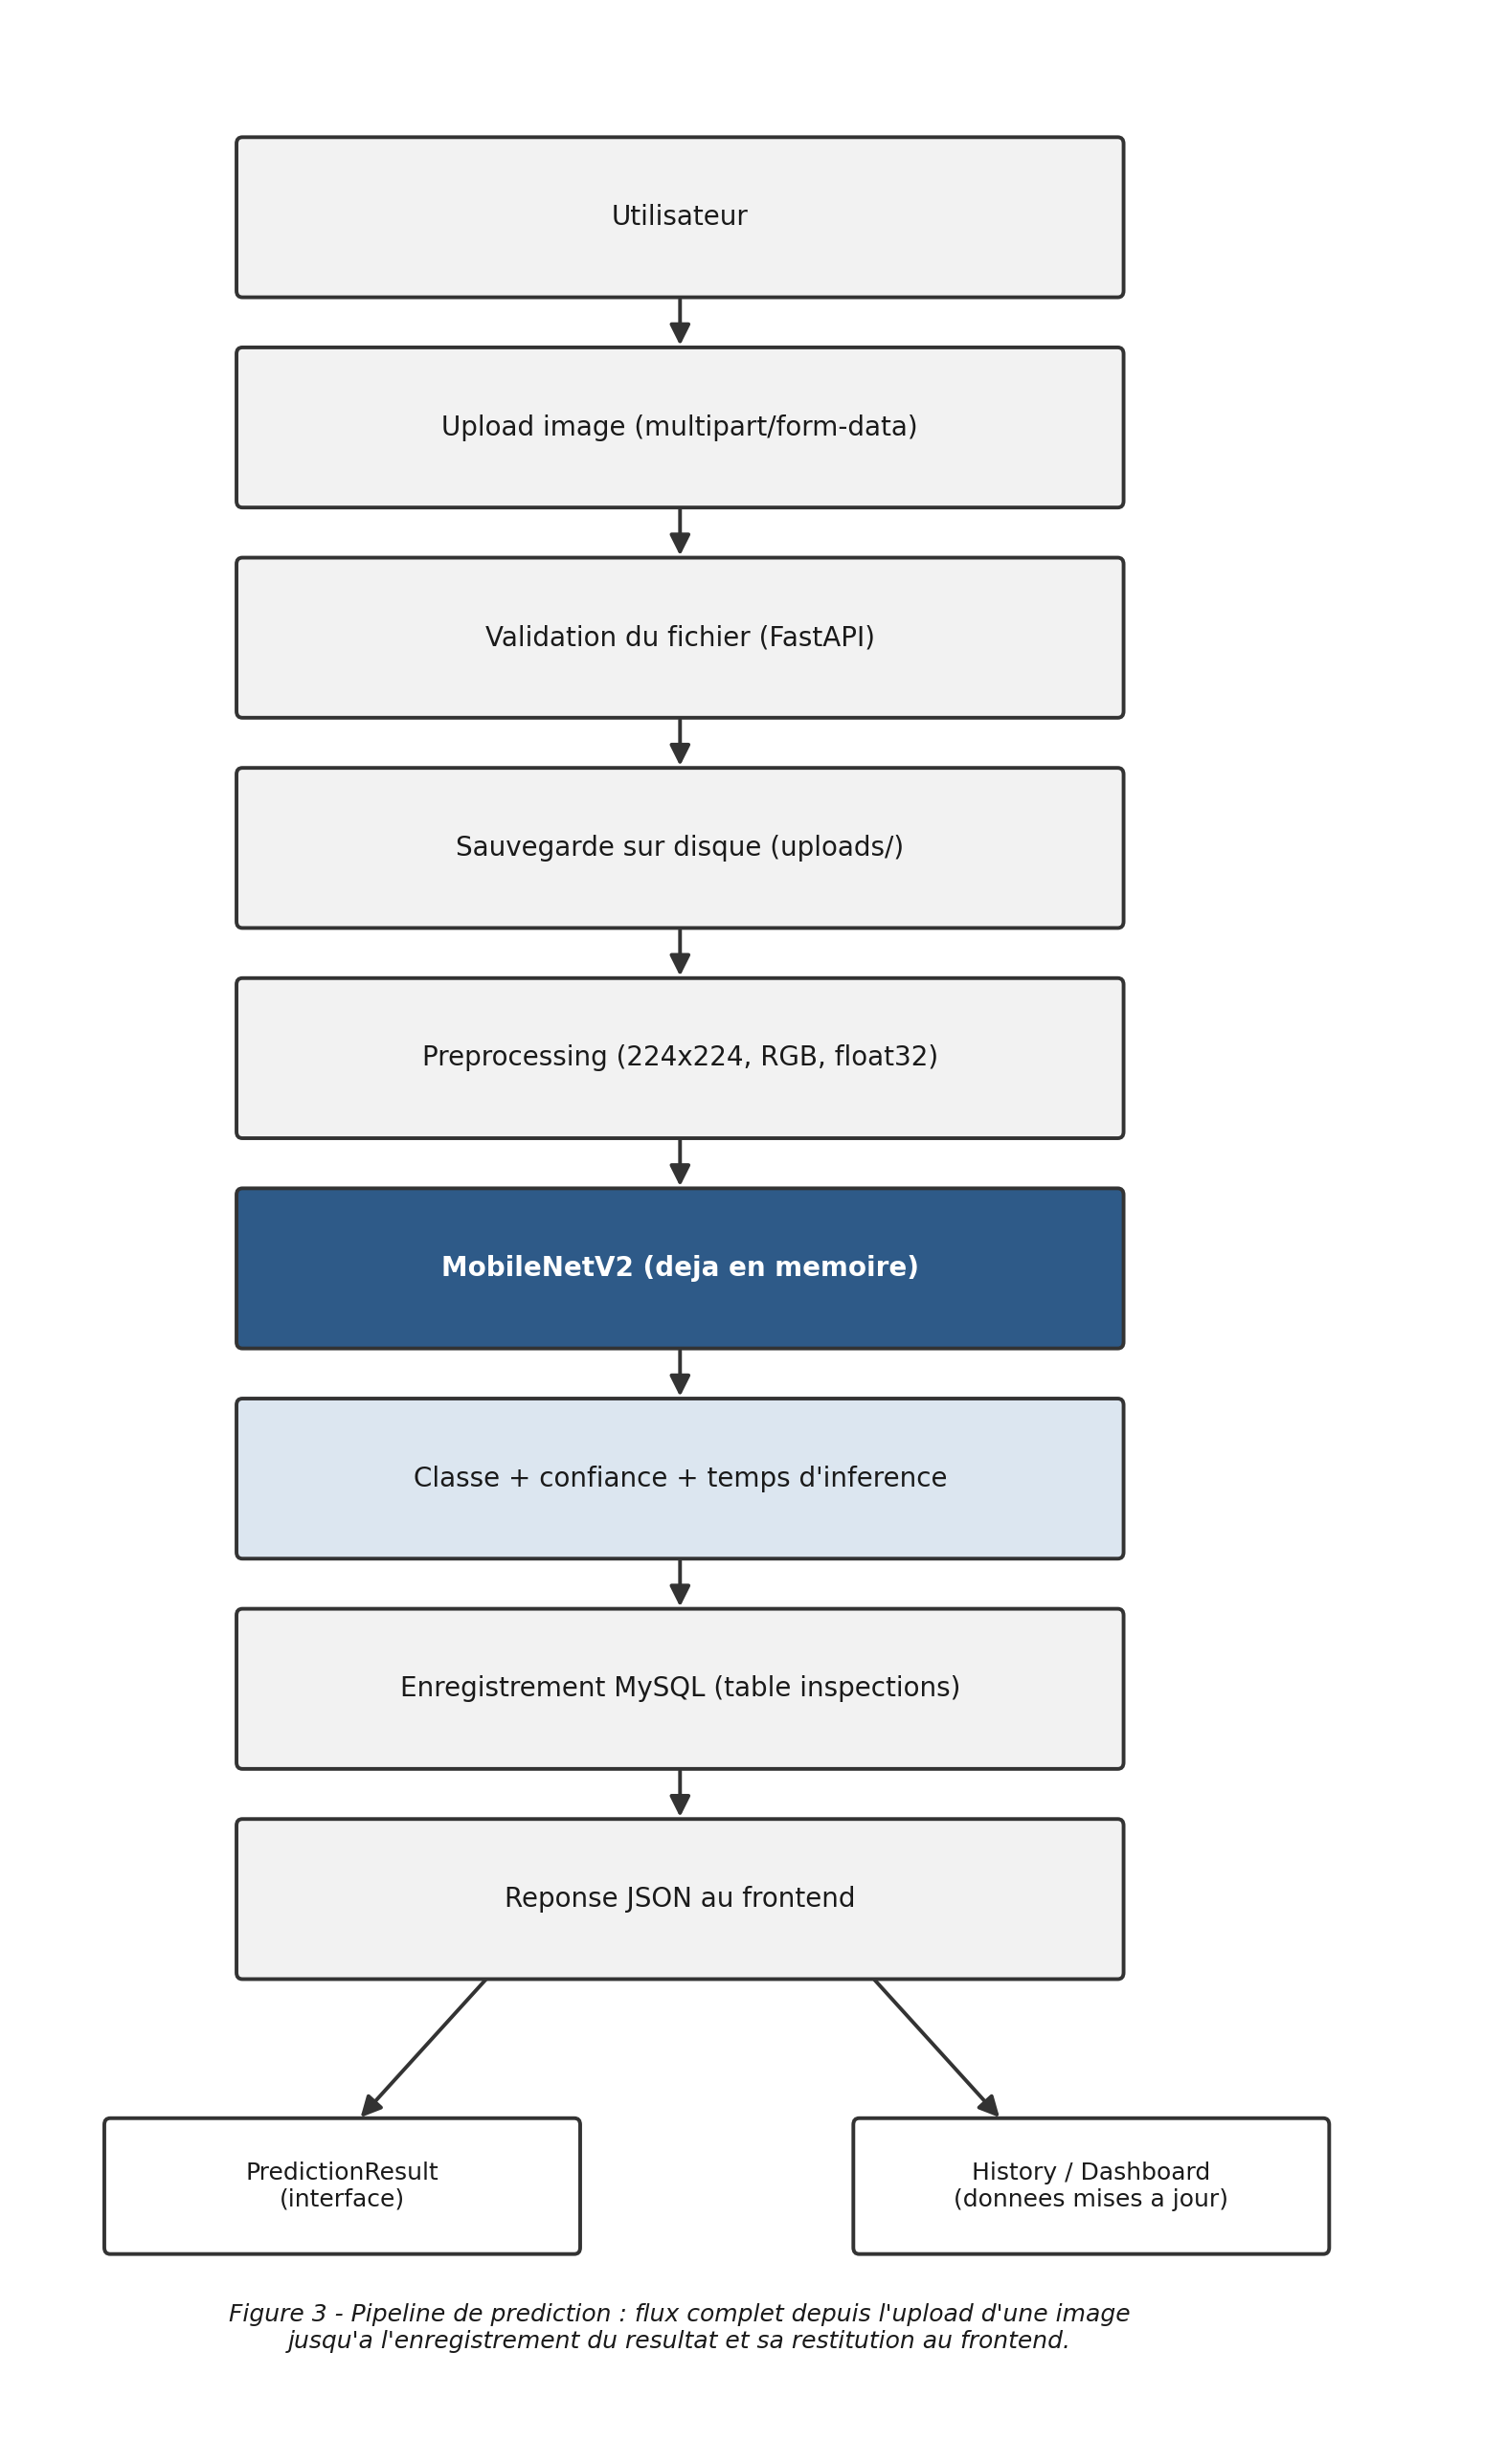 Utilisateur
Upload image (multipart/form-data)
Validation du fichier (FastAPI)
Sauvegarde sur disque (uploads/)
Preprocessing (224x224, RGB, float32)
MobileNetV2 (deja en memoire)
Classe + confiance + temps d'inference
Enregistrement MySQL (table inspections)
Reponse JSON au frontend
PredictionResult
(interface)
History / Dashboard
(donnees mises a jour)
Figure 3 - Pipeline de prediction : flux complet depuis l'upload d'une image
jusqu'a l'enregistrement du resultat et sa restitution au frontend.